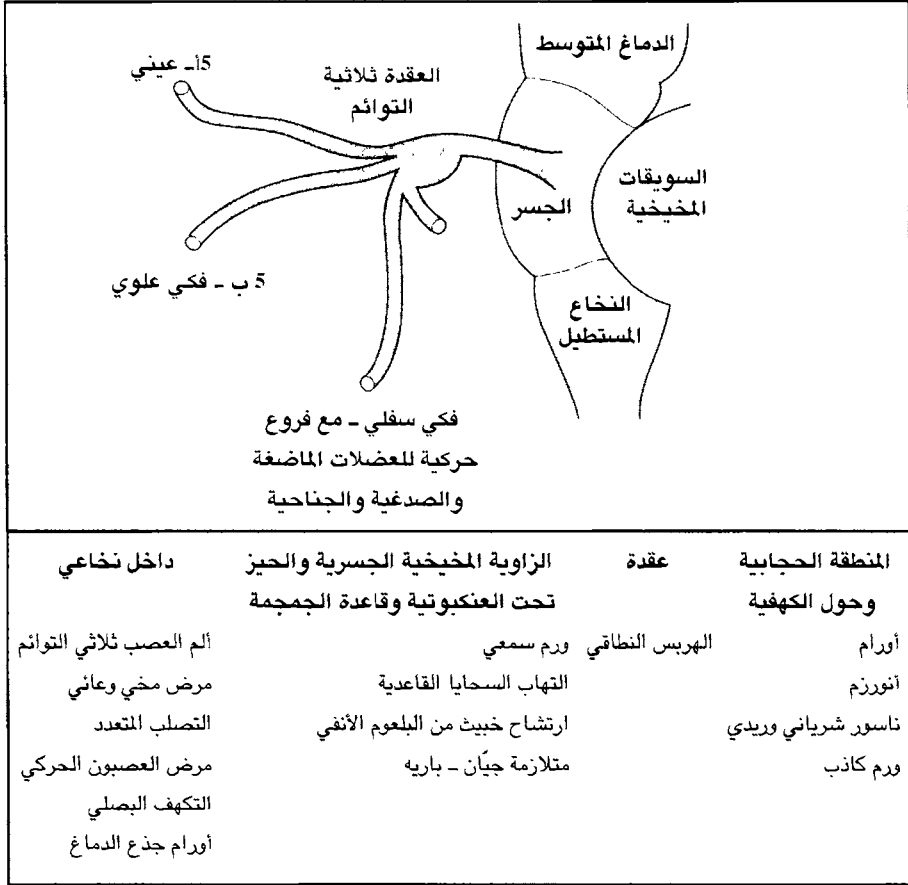 الدماغ المتوسط
5أ_ عيني
العقدة ثلاثية
التوائم
السويقات
المخيخية
الجسر
5 ب _ فكي علوي
النخاع
المستطيل
فكي سفلي _ مع فروع
حركية للعضلات الماضغة
والصدغية والجناحية
المنطقة الحجابية
وحول الكهفية
أورام
آنورزم
ناسور شرياني وريدي
ورم كاذب
عقدة
الهربس النطاقي
الزاوية المخيخية الجسرية والحيز
تحت العنكبوتية وقاعدة الجمجمة
ورم سمعي
التهاب السحايا القاعدية
ارتشاح خبيث من البلعوم الأنفي
متلازمة جيّان _ باريه
داخل نخاعي
ألم العصب ثلاثي التوائم
مرض مخي وعائي
التصلب المتعدد
مرض العصبون الحركي
التكهف البصلي
أورام جذع الدماغ